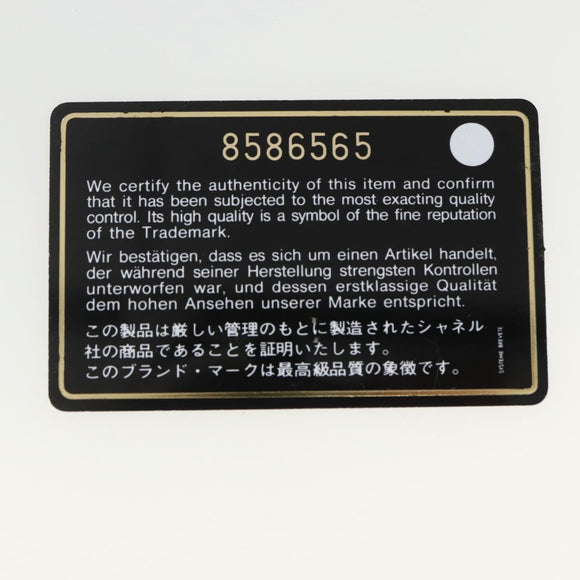 8586565
We certify the authenticity of this item and confirm
that it has been subjected to the most exacting quality
control. Its high quality is a symbol of the fine reputation
of the Trademark.
Wir bestätigen, dass es sich um einen Artikel handelt,
der während seiner Herstellung strengsten Kontrollen
unterworfen war, und dessen erstklassige Qualität
dem hohen Ansehen unserer Marke entspricht.
この製品は厳しい管理のもとに製造されたシャネル
社の商品であることを証明いたします。
このブランド・マークは最高級品質の象徴です。
SYSTEME BREVETE